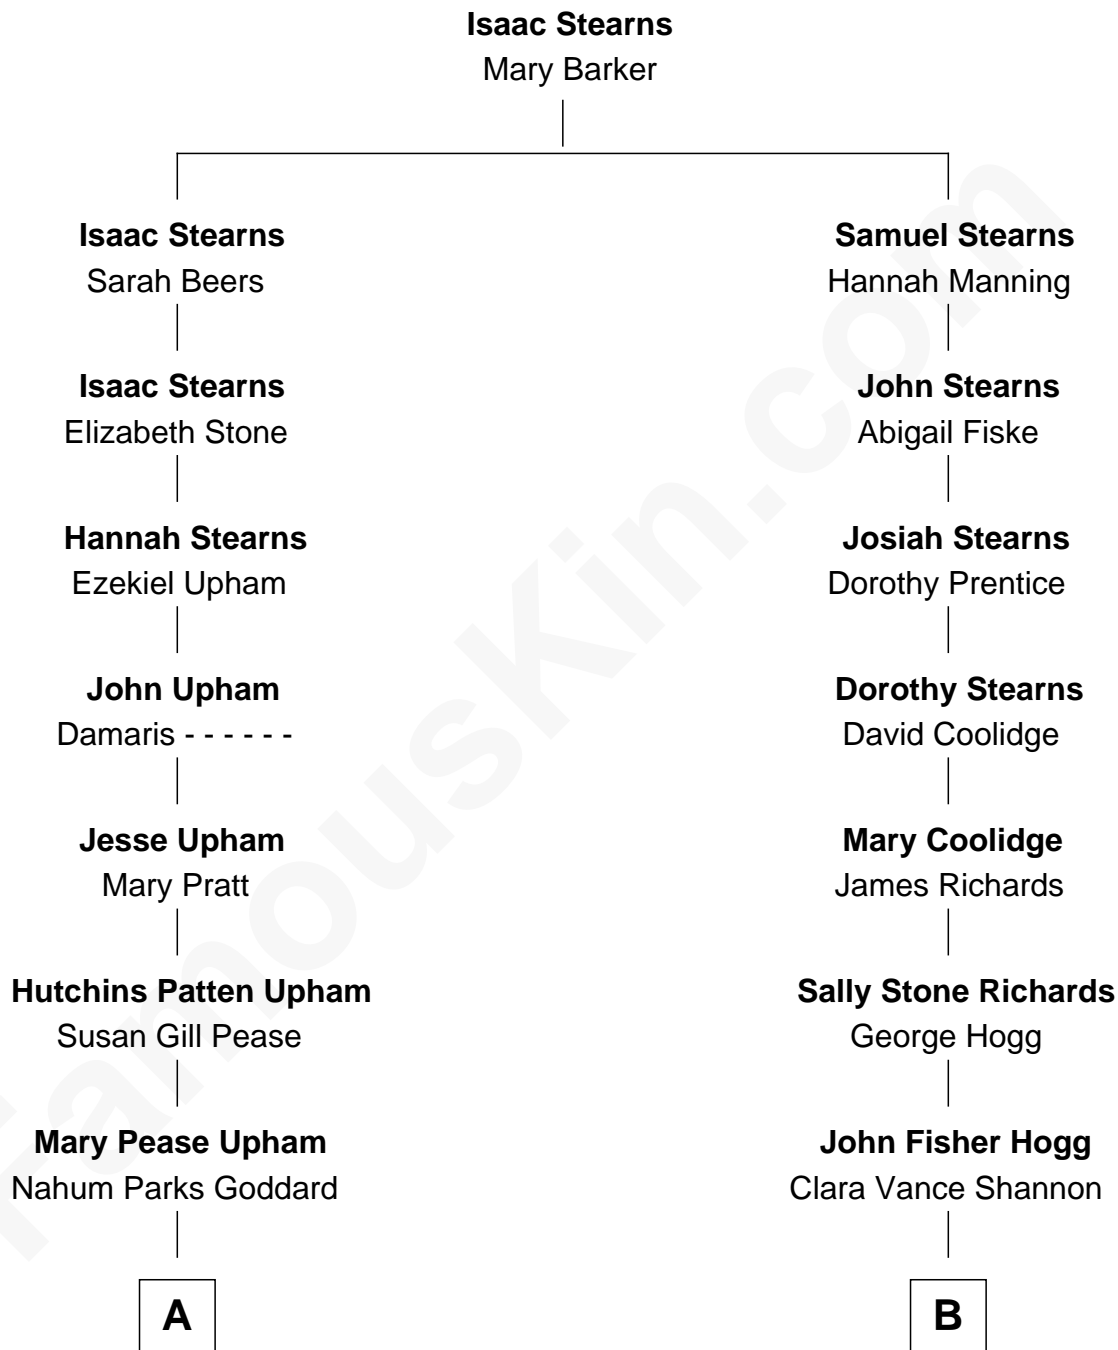 Isaac Stearns
Mary Barker
Isaac Stearns
Sarah Beers
Samuel Stearns
Hannah Manning
Isaac Stearns
Elizabeth Stone
John Stearns
Abigail Fiske
Hannah Stearns
Ezekiel Upham
Josiah Stearns
Dorothy Prentice
John Upham
Damaris - - - - - -
Dorothy Stearns
David Coolidge
Jesse Upham
Mary Pratt
Mary Coolidge
James Richards
Hutchins Patten Upham
Susan Gill Pease
Sally Stone Richards
George Hogg
Mary Pease Upham
Nahum Parks Goddard
John Fisher Hogg
Clara Vance Shannon
A
B
FamousKin.com